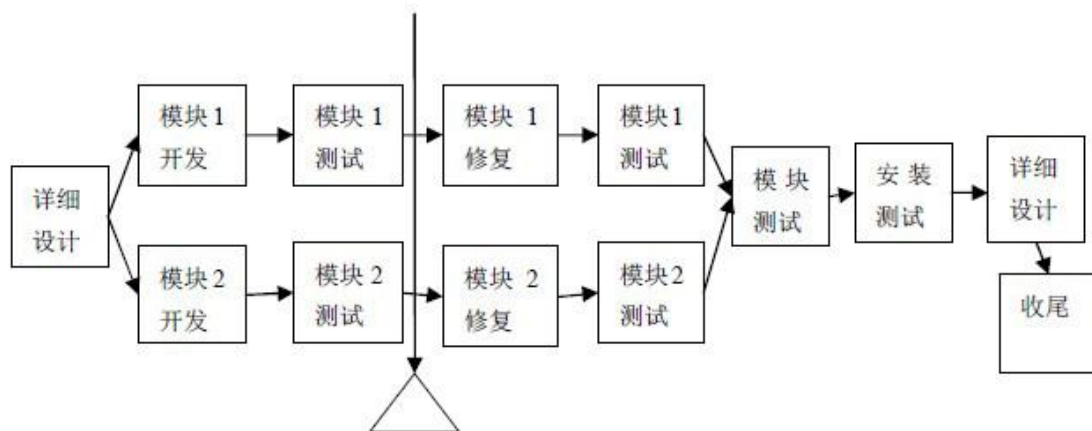 模块1
开发
模块 1
测试
模块 1
修复
模块1
测试
详细
设计
模 块
测试
安 装
测试
详细
设计
模块2
开发
模块 2
测试
模块 2
修复
模块2
测试
收尾